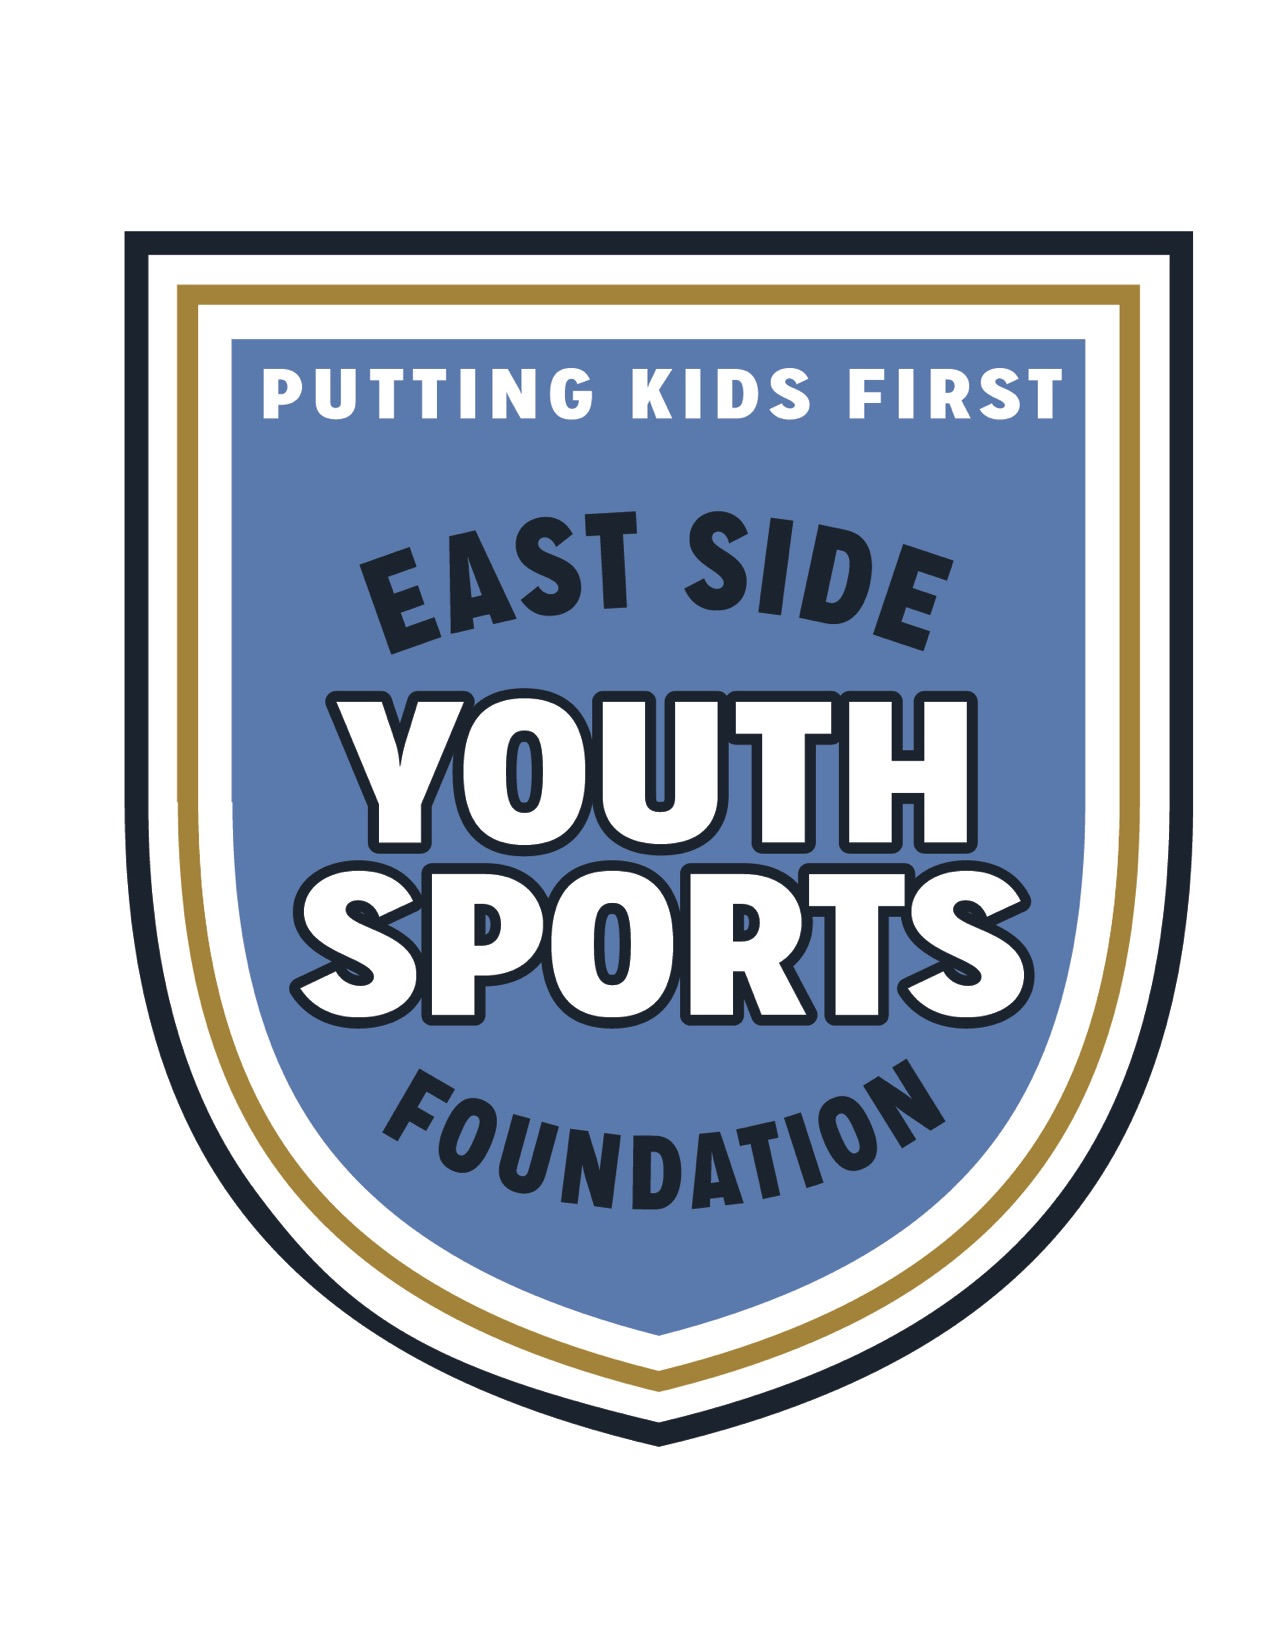 PUTTING KIDS FIRST
EAST SIDE
YOUTH
SPORTS
FOUNDATION